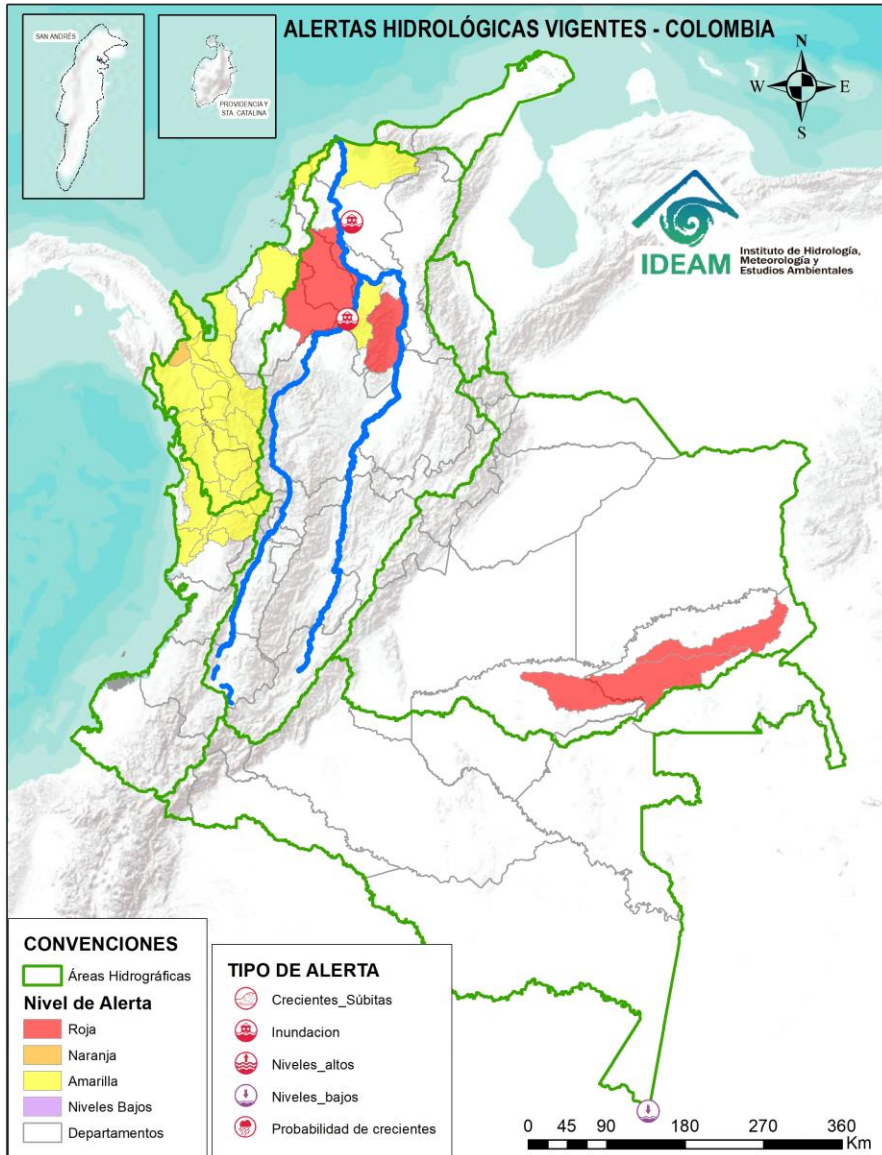 ALERTAS HIDROLÓGICAS VIGENTES - COLOMBIA
SAN ANDRÉS
PROVIDENCIA Y
STA. CATALINA
N
W
E
S
IDEAM
Instituto de Hidrología,
Meteorología y
Estudios Ambientales
CONVENCIONES
Áreas Hidrográficas
Nivel de Alerta
Roja
Naranja
Amarilla
Niveles Bajos
Departamentos
TIPO DE ALERTA
Crecientes_Súbitas
Inundacion
Niveles_altos
Niveles_bajos
Probabilidad de crecientes
0 45 90 180 270 360
Km